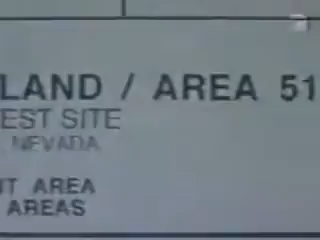 LAND / AREA 51
EST SITE
NEVADA
T AREA
AREAS